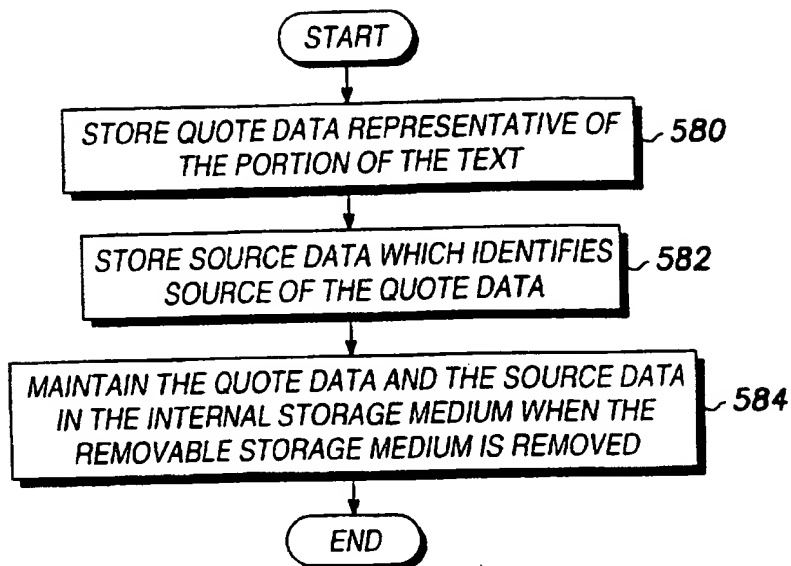 START
STORE QUOTE DATA REPRESENTATIVE OF
THE PORTION OF THE TEXT
580
STORE SOURCE DATA WHICH IDENTIFIES
SOURCE OF THE QUOTE DATA
582
MAINTAIN THE QUOTE DATA AND THE SOURCE DATA
IN THE INTERNAL STORAGE MEDIUM WHEN THE
REMOVABLE STORAGE MEDIUM IS REMOVED
584
END